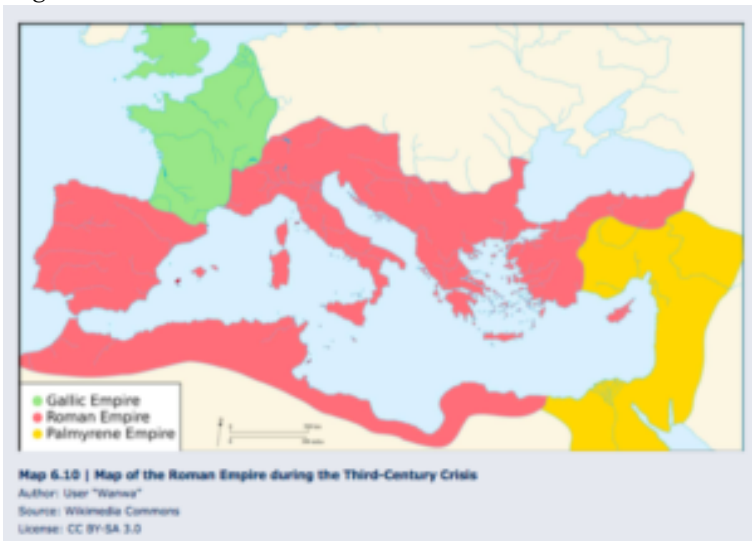 Gallic Empire
Roman Empire
Palmyrene Empire
Map 6.10 | Map of the Roman Empire during the Third-Century Crisis
Author: User "Wanwa"
Source: Wikimedia Commons
License: CC BY-SA 3.0